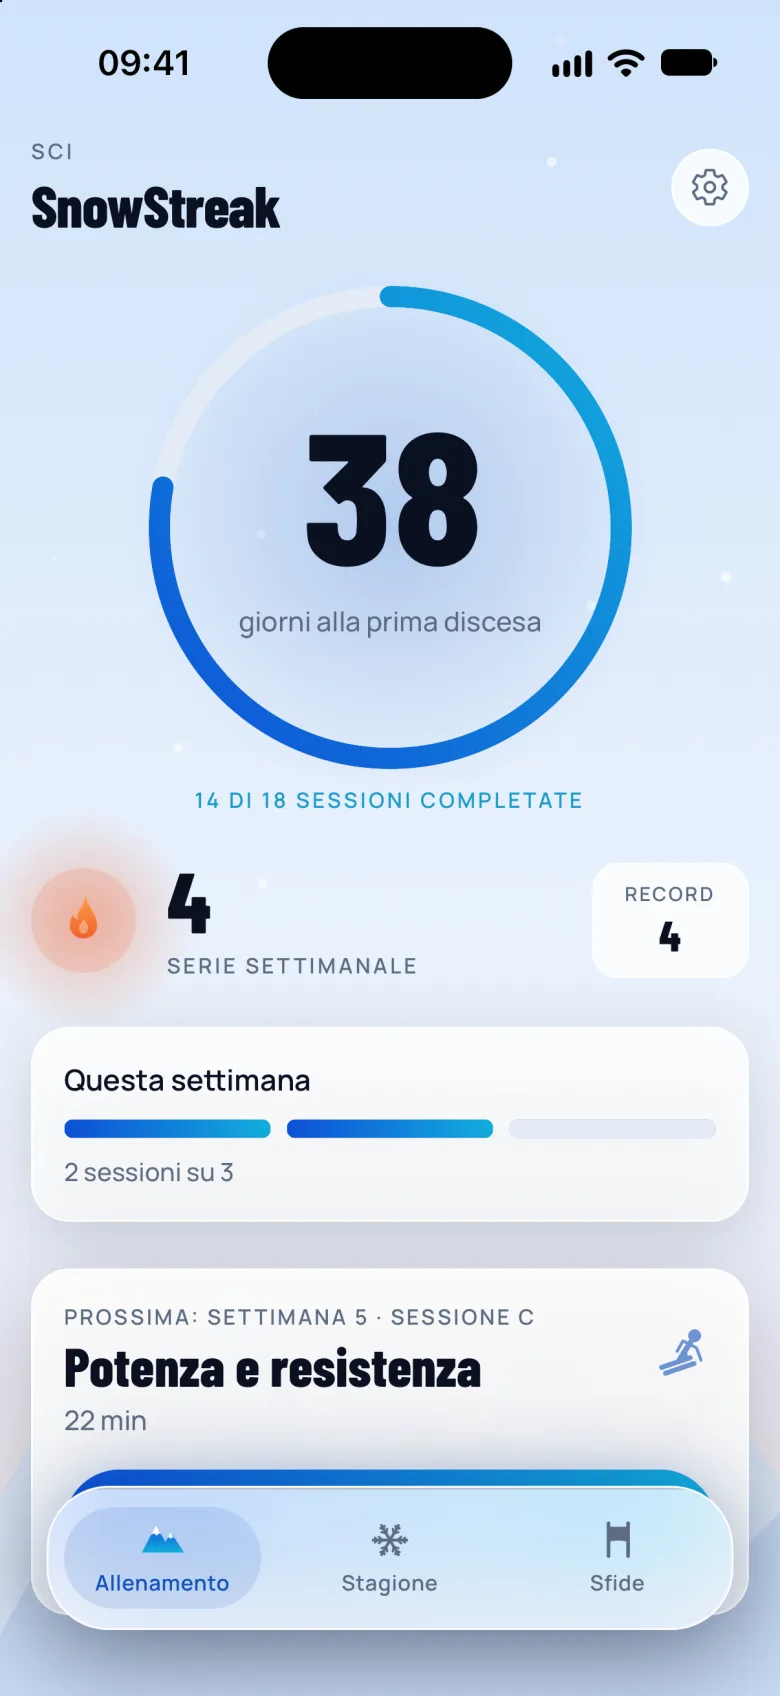 09:41
SCI
SnowStreak
38
giorni alla prima discesa
14 DI 18 SESSIONI COMPLETATE
4
SERIE SETTIMANALE
RECORD
4
Questa settimana
2 sessioni su 3
PROSSIMA: SETTIMANA 5 · SESSIONE C
Potenza e resistenza
22 min
Allenamento
Stagione
Sfide